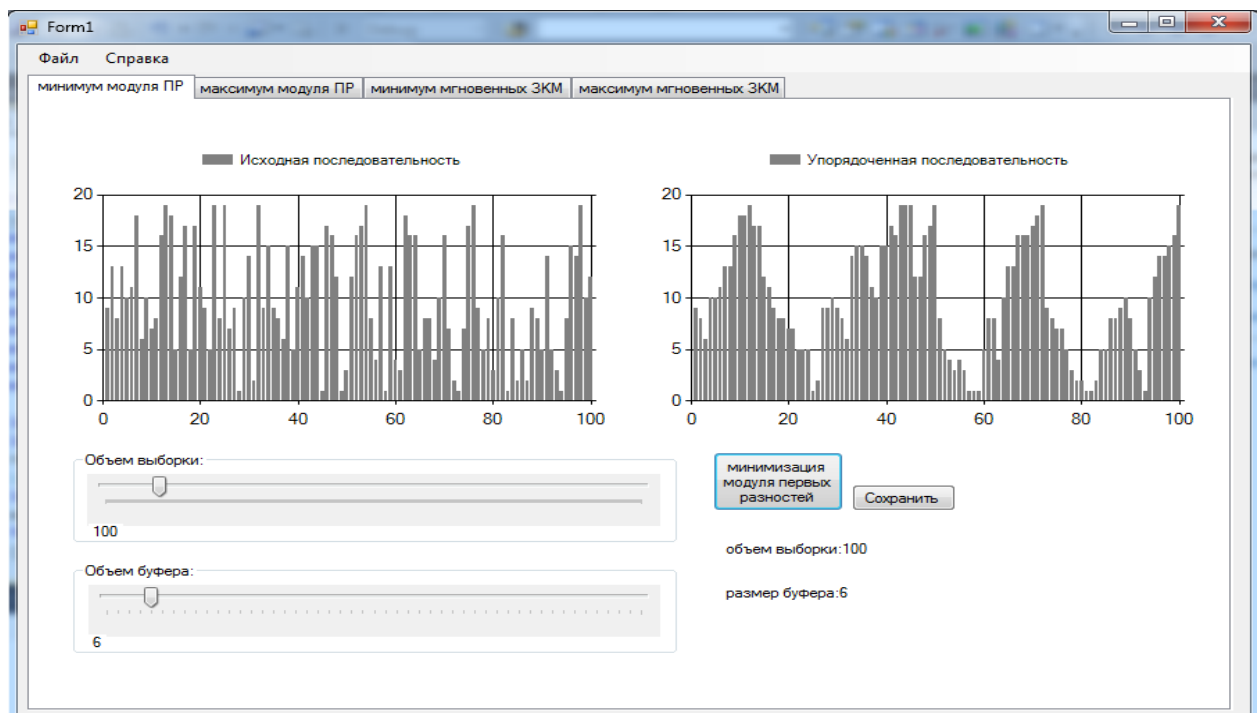 Form1
Файл Справка
минимум модуля ПР максимум модуля ПР минимум мгновенных ЗКМ максимум мгновенных ЗКМ
Исходная последовательность
20
15
10
5
0
0 20 40 60 80 100
Упорядоченная последовательность
20
15
10
5
0
0 20 40 60 80 100
Объем выборки:
100
Объем буфера:
6
минимизация
модуля первых
разностей
Сохранить
объем выборки:100
размер буфера:6